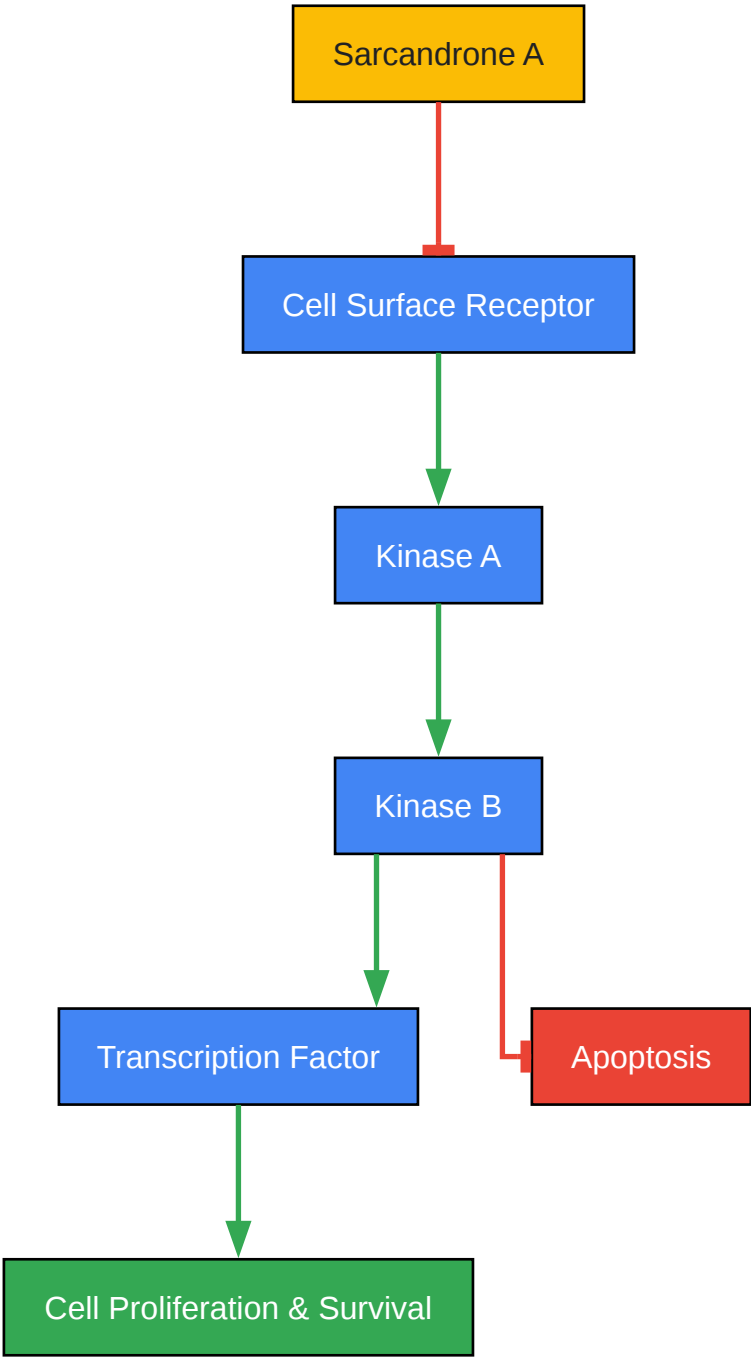 Sarcandrone A
Cell Surface Receptor
Kinase A
Kinase B
Transcription Factor
Apoptosis
Cell Proliferation & Survival